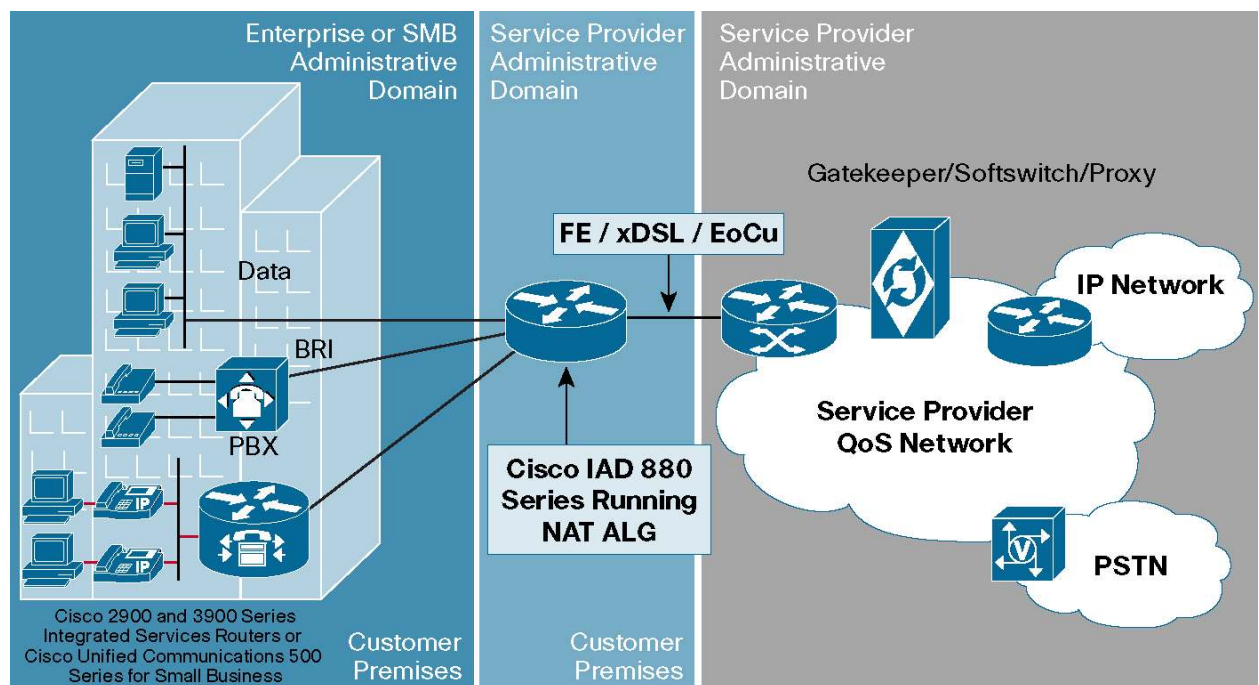 Enterprise or SMB
Administrative
Domain
Service Provider
Administrative
Domain
Service Provider
Administrative
Domain
Gatekeeper/Softswitch/Proxy
FE / xDSL / EoCu
IP Network
Data
BRI
PBX
Service Provider
QoS Network
Cisco IAD 880
Series Running
NAT ALG
IP
IP
V
PSTN
Cisco 2900 and 3900 Series
Integrated Services Routers or
Cisco Unified Communications 500
Series for Small Business
Customer
Premises
Customer
Premises